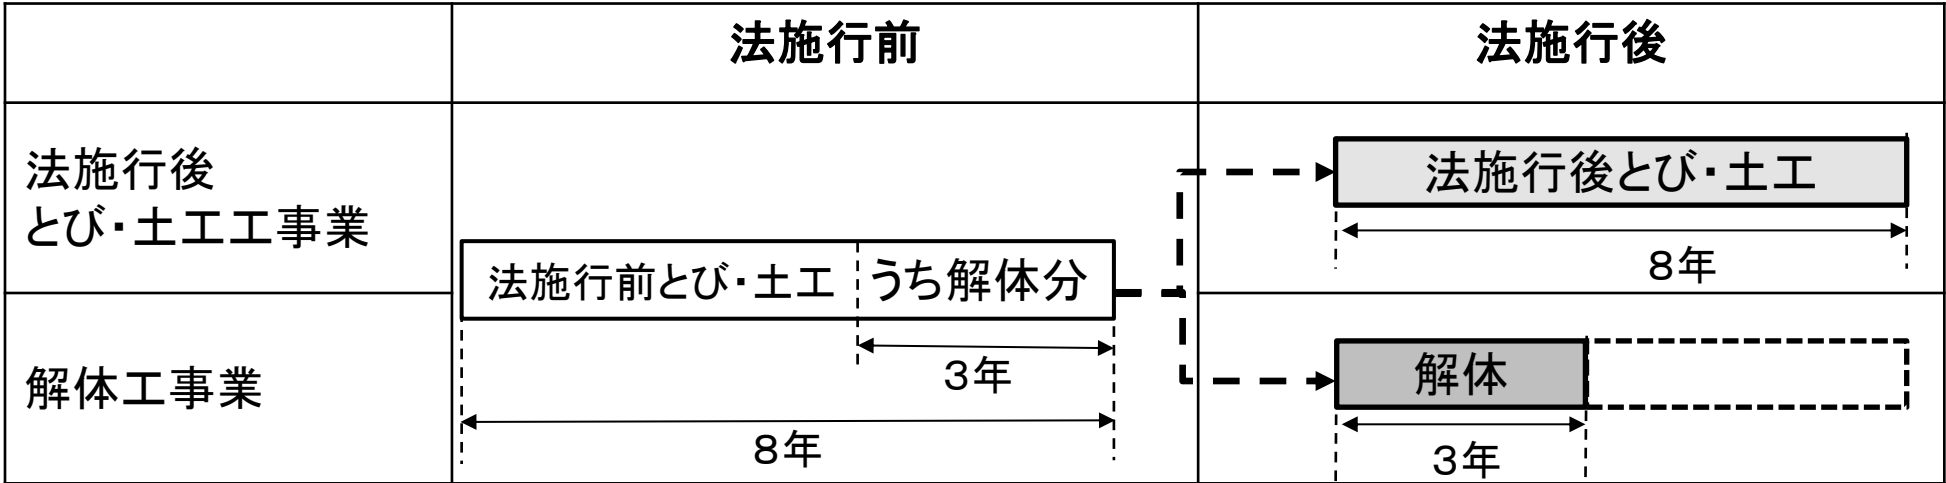 法施行前
法施行後
法施行後
とび・土工工事業
法施行前とび・土工
うち解体分
3年
8年
法施行後とび・土工
8年
解体工事業
解体
3年